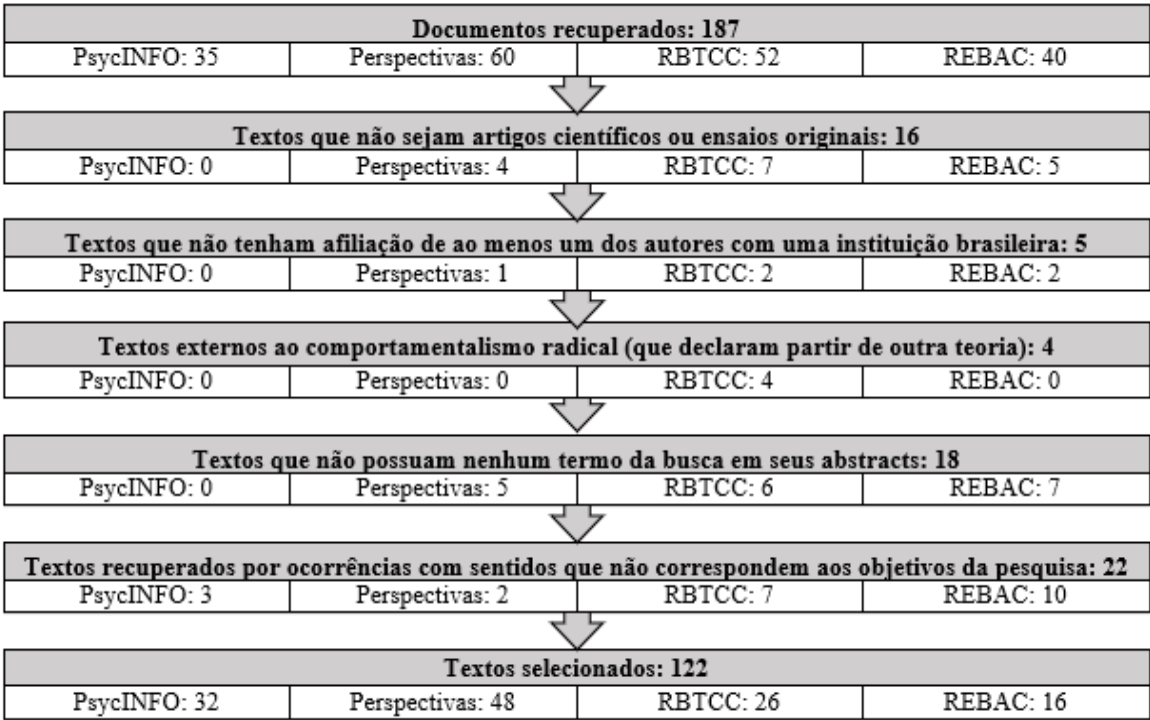 Documentos recuperados: 187
PsycINFO: 35 Perspectivas: 60 RBTCC: 52 REBAC: 40
Textos que não sejam artigos científicos ou ensaios originais: 16
PsycINFO: 0 Perspectivas: 4 RBTCC: 7 REBAC: 5
Textos que não tenham afiliação de ao menos um dos autores com uma instituição brasileira: 5
PsycINFO: 0 Perspectivas: 1 RBTCC: 2 REBAC: 2
Textos externos ao comportamentalismo radical (que declaram partir de outra teoria): 4
PsycINFO: 0 Perspectivas: 0 RBTCC: 4 REBAC: 0
Textos que não possuam nenhum termo da busca em seus abstracts: 18
PsycINFO: 0 Perspectivas: 5 RBTCC: 6 REBAC: 7
Textos recuperados por ocorrências com sentidos que não correspondem aos objetivos da pesquisa: 22
PsycINFO: 3 Perspectivas: 2 RBTCC: 7 REBAC: 10
Textos selecionados: 122
PsycINFO: 32 Perspectivas: 48 RBTCC: 26 REBAC: 16